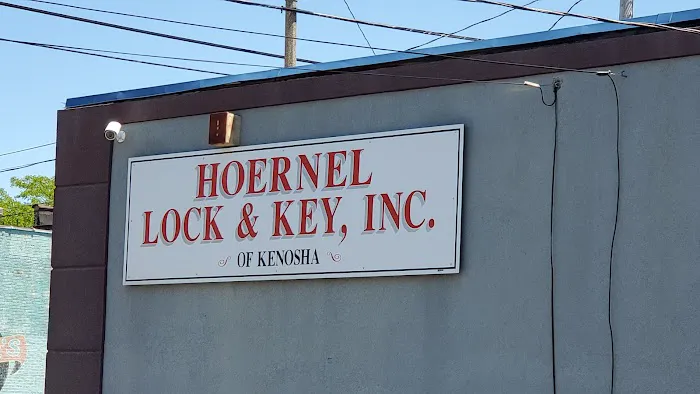 HOERNEL
LOCK & KEY, INC.
OF KENOSHA